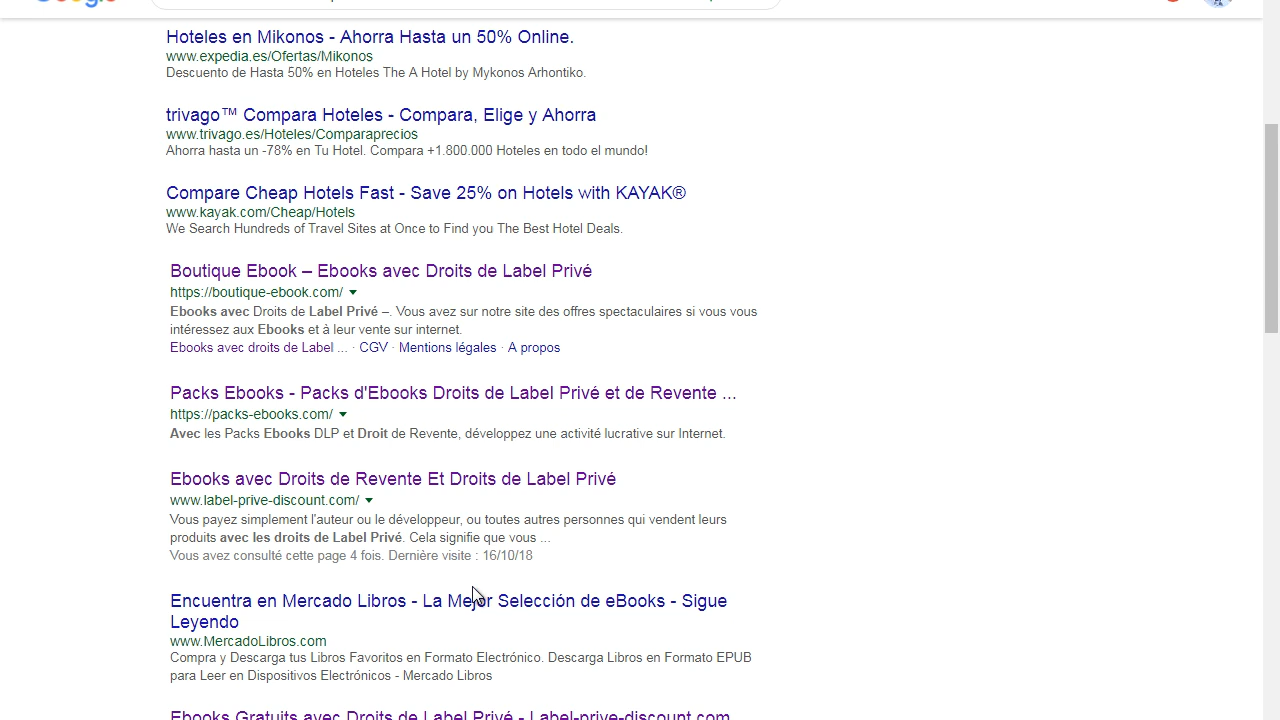 Hoteles en Mikonos - Ahorra Hasta un 50% Online.
www.expedia.es/Ofertas/Mikonos
Descuento de Hasta 50% en Hoteles The A Hotel by Mykonos Arhontiko.
trivago™ Compara Hoteles - Compara, Elige y Ahorra
www.trivago.es/Hoteles/Comparaprecios
Ahorra hasta un -78% en Tu Hotel. Compara +1.800.000 Hoteles en todo el mundo!
Compare Cheap Hotels Fast - Save 25% on Hotels with KAYAK®
www.kayak.com/Cheap/Hotels
We Search Hundreds of Travel Sites at Once to Find you The Best Hotel Deals.
Boutique Ebook – Ebooks avec Droits de Label Privé
https://boutique-ebook.com/
Ebooks avec Droits de Label Privé –. Vous avez sur notre site des offres spectaculaires si vous vous
intéressez aux Ebooks et à leur vente sur internet.
Ebooks avec droits de Label ... · CGV · Mentions légales · A propos
Packs Ebooks - Packs d'Ebooks Droits de Label Privé et de Revente ...
https://packs-ebooks.com/
Avec les Packs Ebooks DLP et Droit de Revente, développez une activité lucrative sur Internet.
Ebooks avec Droits de Revente Et Droits de Label Privé
www.label-prive-discount.com/
Vous payez simplement l'auteur ou le développeur, ou toutes autres personnes qui vendent leurs
produits avec les droits de Label Privé. Cela signifie que vous ...
Vous avez consulté cette page 4 fois. Dernière visite : 16/10/18
Encuentra en Mercado Libros - La Mejor Selección de eBooks - Sigue
Leyendo
www.MercadoLibros.com
Compra y Descarga tus Libros Favoritos en Formato Electrónico. Descarga Libros en Formato EPUB
para Leer en Dispositivos Electrónicos - Mercado Libros
Ebooks Gratuits avec Droits de Label Privé - Label-prive-discount.com